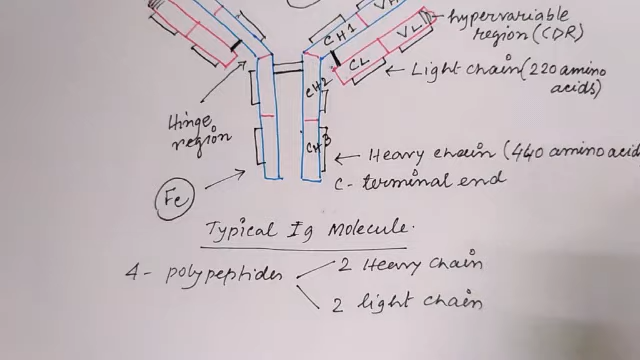 CH1 VH
hypervariable
region (CDR)
VL
CL
Light chain (220 amino
acids)
CH2
Hinge
region
CH3
Heavy chain (440 amino acid
Fc
C- terminal end
Typical Ig Molecule.
4- polypeptides
2 Heavy chain
2 light chain